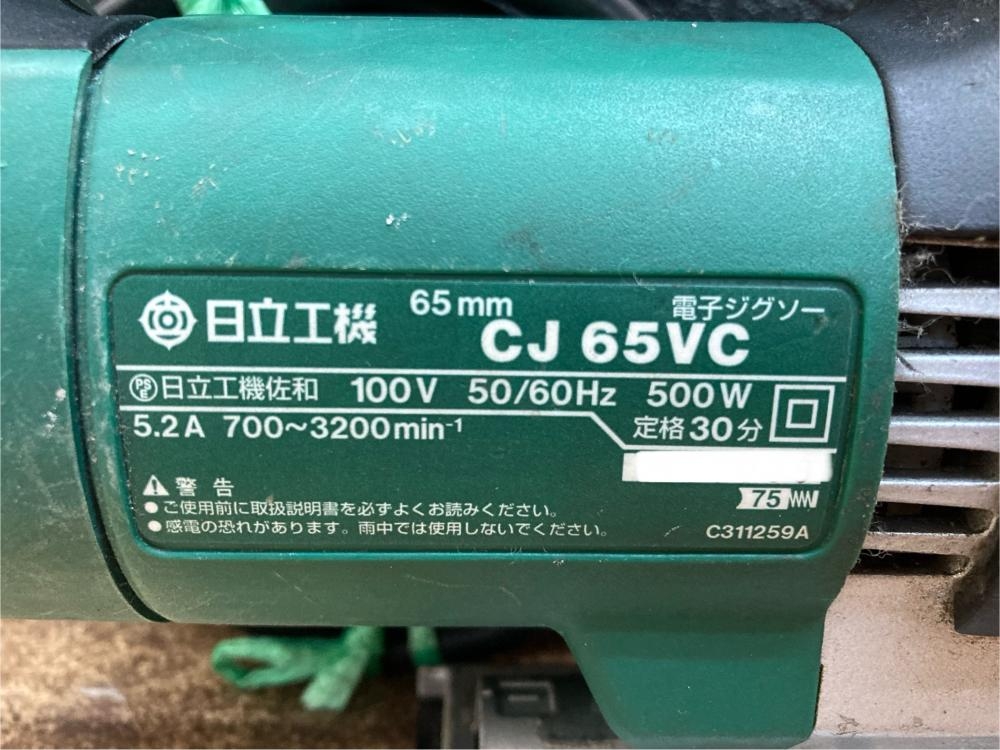 日立工機 65mm 電子ジグソー
CJ 65VC
PSE 日立工機佐和 100V 50/60Hz 500W
5.2A 700～3200min⁻¹ 定格30分
75
警告
●ご使用前に取扱説明書を必ずよくお読みください。
●感電の恐れがあります。雨中では使用しないでください。
C311259A